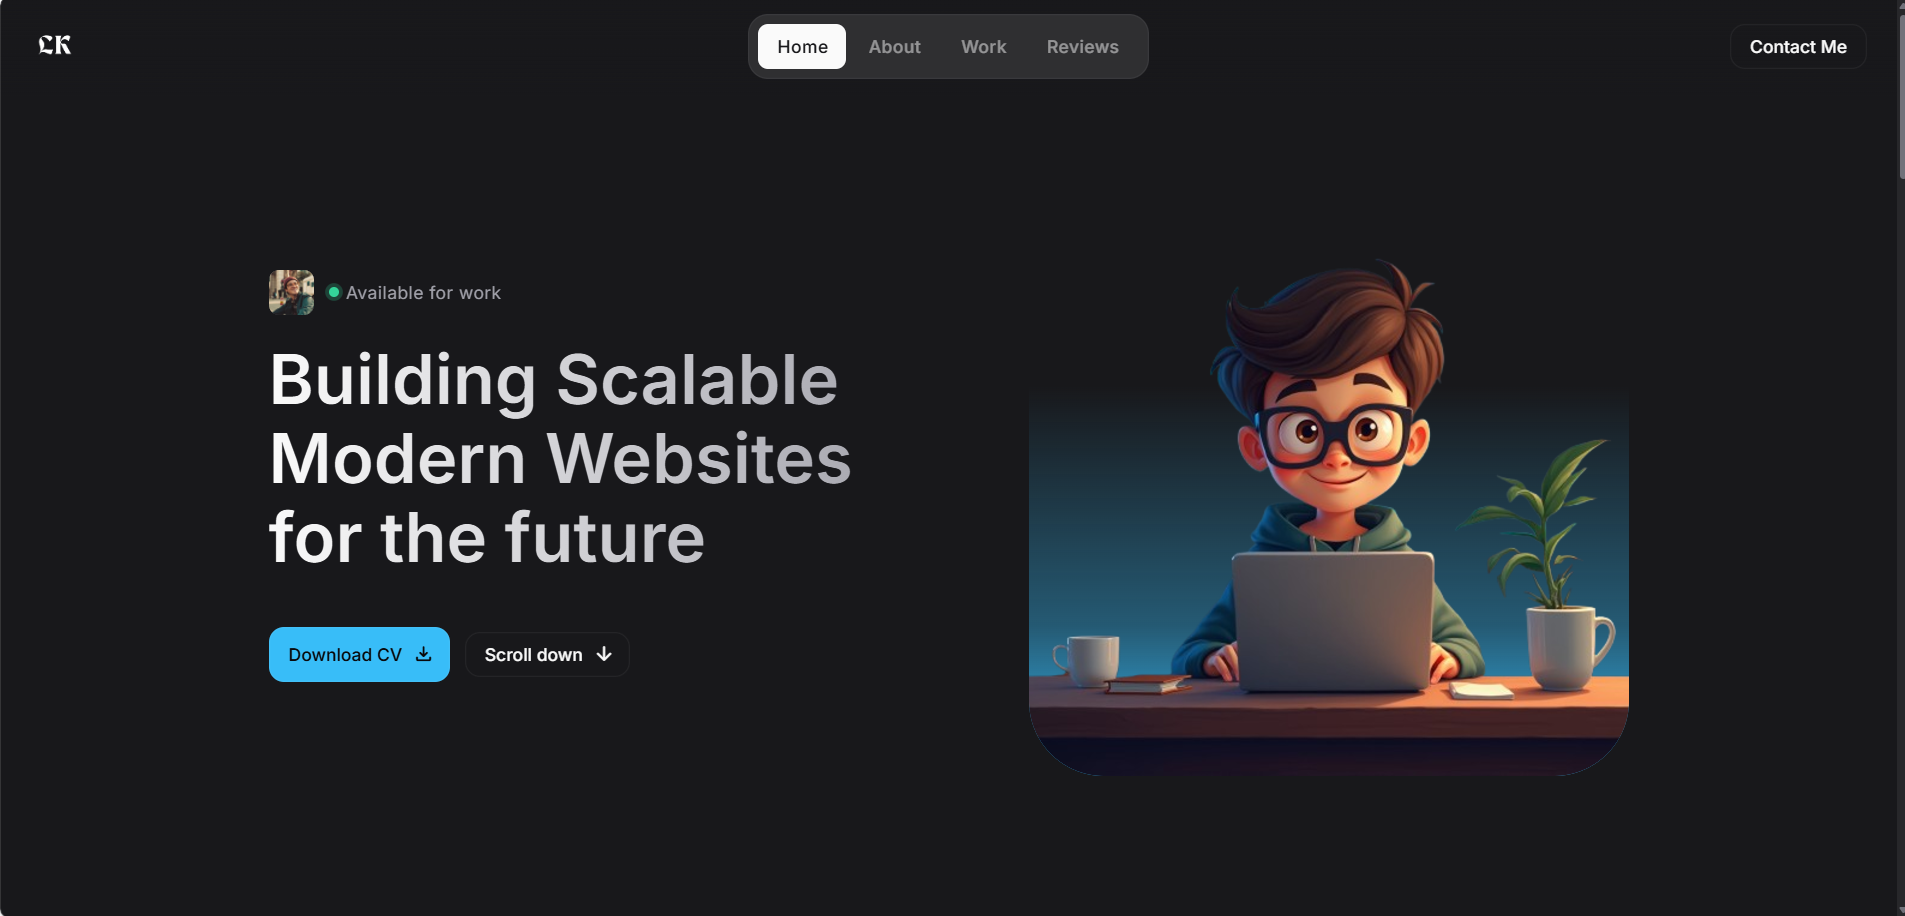 LK
Home About Work Reviews
Contact Me
Available for work
Building Scalable
Modern Websites
for the future
Download CV
Scroll down